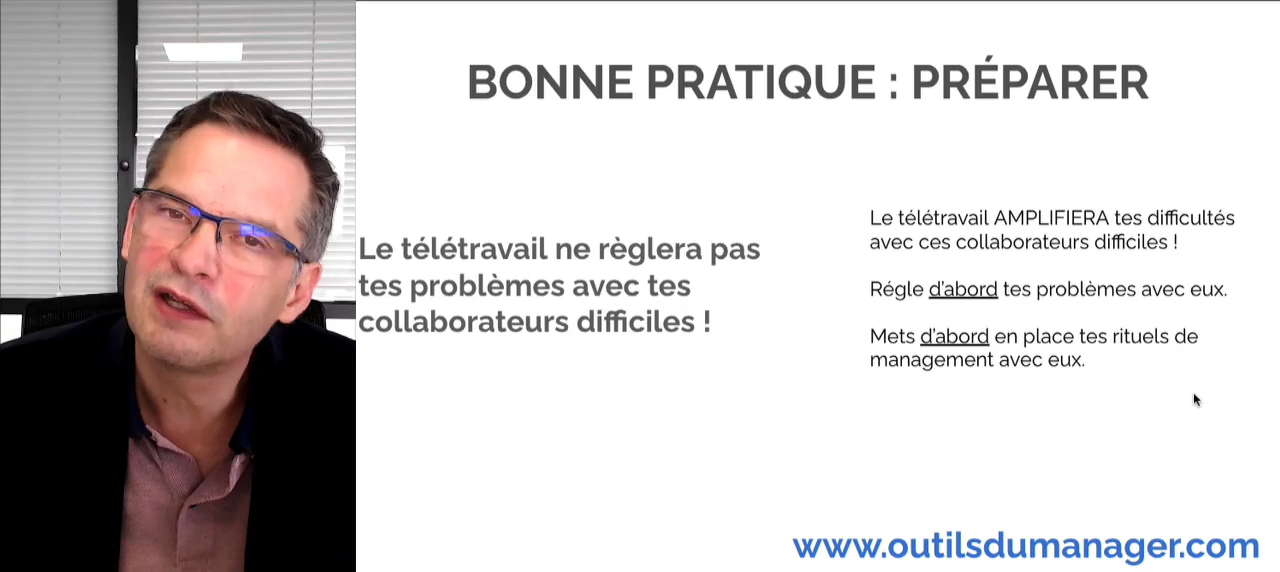 BONNE PRATIQUE : PRÉPARER
Le télétravail ne règlera pas
tes problèmes avec tes
collaborateurs difficiles !
Le télétravail AMPLIFIERA tes difficultés
avec ces collaborateurs difficiles !
Régle d'abord tes problèmes avec eux.
Mets d'abord en place tes rituels de
management avec eux.
www.outilsdumanager.com